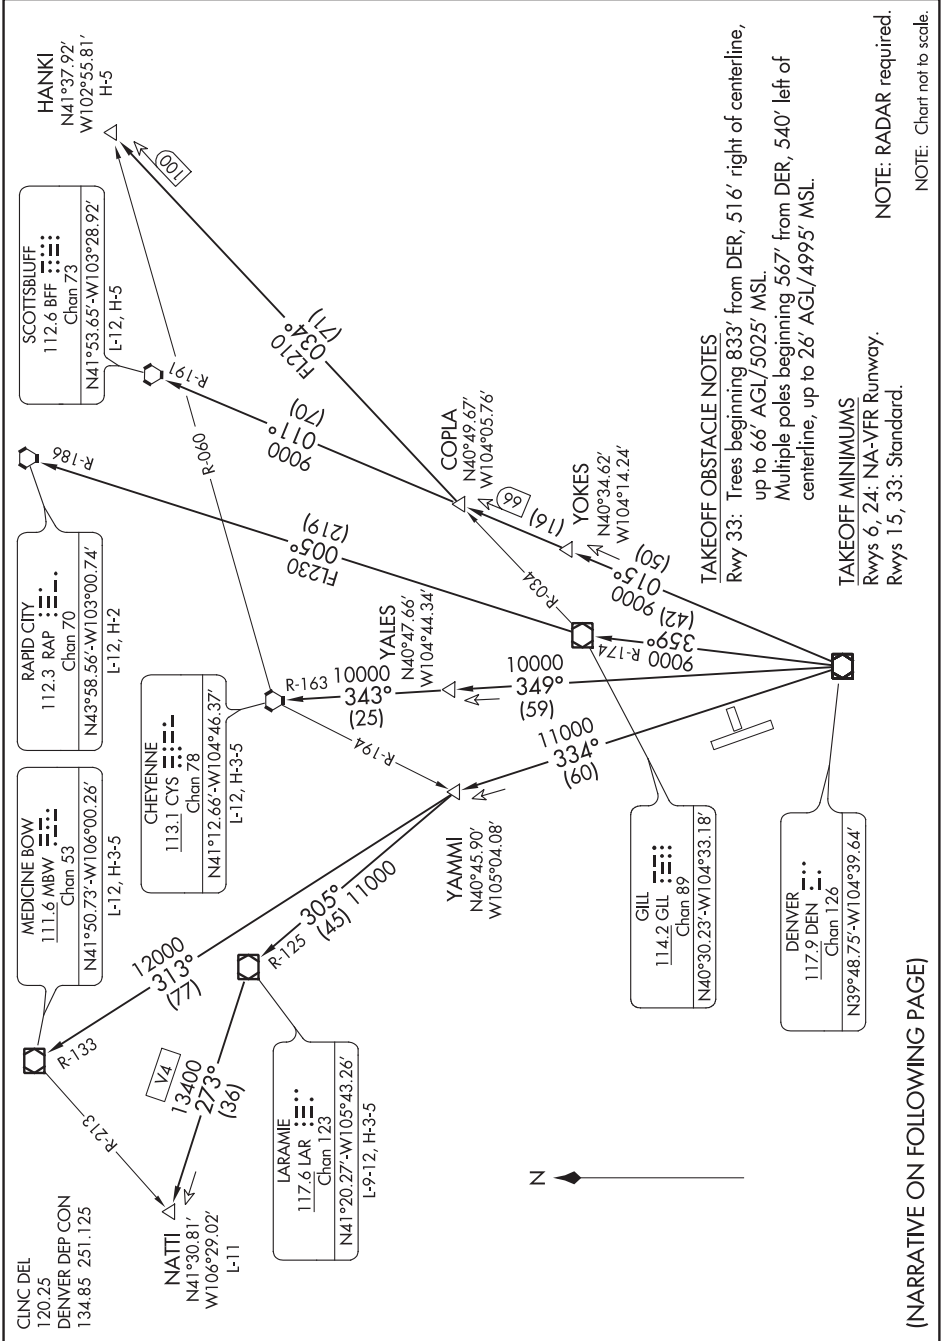 CLNC DEL
120.25
DENVER DEP CON
134.85 251.125
NATTI
N41°30.81'
W106°29.02'
L-11
R-213
R-133
V4
13400
273°
(36)
12000
313°
(77)
R-125
305°
(45) 11000
MEDICINE BOW
111.6 MBW
Chan 53
N41°50.73'-W106°00.26'
L-12, H-3-5
LARAMIE
117.6 LAR
Chan 123
N41°20.27'-W105°43.26'
L-9-12, H-3-5
RAPID CITY
112.3 RAP
Chan 70
N43°58.56'-W103°00.74'
L-12, H-2
CHEYENNE
113.1 CYS
Chan 78
N41°12.66'-W104°46.37'
L-12, H-3-5
SCOTTSBLUFF
112.6 BFF
Chan 73
N41°53.65'-W103°28.92'
L-12, H-5
HANKI
N41°37.92'
W102°55.81'
H-5
100
R-186
R-191
R-060
R-163
R-194
10000
343°
(25)
YALES
N40°47.66'
W104°44.34'
FL230
005°
(219)
9000
011°
(70)
FL210
034°
(71)
COPLA
N40°49.67'
W104°05.76'
66
(16)
YOKES
N40°34.62'
W104°14.24'
R-034
YAMMI
N40°45.90'
W105°04.08'
11000
334°
(60)
10000
349°
(59)
R-174
9000
359°
(42)
9000
015°
(50)
N
GILL
114.2 GLL
Chan 89
N40°30.23'-W104°33.18'
DENVER
117.9 DEN
Chan 126
N39°48.75'-W104°39.64'
TAKEOFF OBSTACLE NOTES
Rwy 33: Trees beginning 833' from DER, 516' right of centerline,
up to 66' AGL/5025' MSL.
Multiple poles beginning 567' from DER, 540' left of
centerline, up to 26' AGL/4995' MSL.
TAKEOFF MINIMUMS
Rwys 6, 24: NA-VFR Runway.
Rwys 15, 33: Standard.
NOTE: RADAR required.
NOTE: Chart not to scale.
(NARRATIVE ON FOLLOWING PAGE)